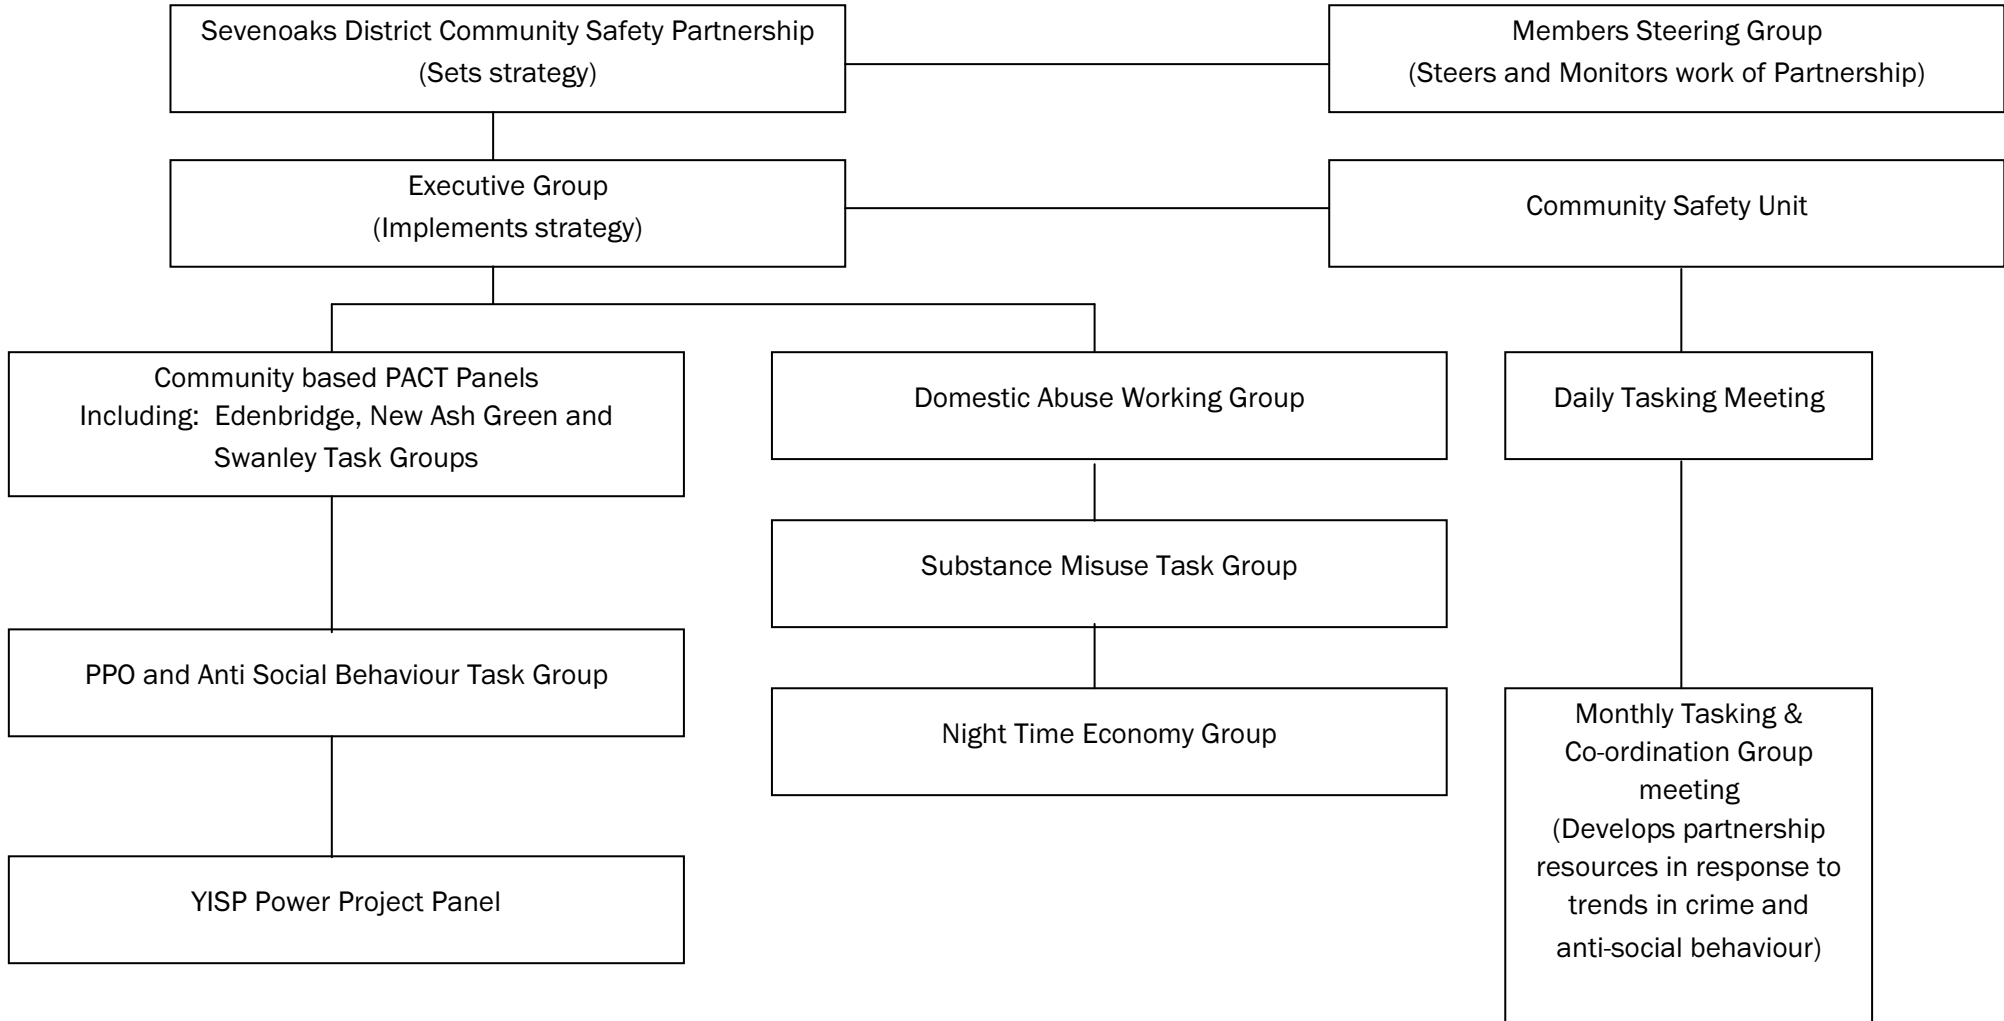 Sevenoaks District Community Safety Partnership
(Sets strategy)
Members Steering Group
(Steers and Monitors work of Partnership)
Executive Group
(Implements strategy)
Community Safety Unit
Community based PACT Panels
Including:  Edenbridge, New Ash Green and
Swanley Task Groups
Domestic Abuse Working Group
Daily Tasking Meeting
Substance Misuse Task Group
PPO and Anti Social Behaviour Task Group
Night Time Economy Group
Monthly Tasking &
Co-ordination Group
meeting
(Develops partnership
resources in response to
trends in crime and
anti-social behaviour)
YISP Power Project Panel